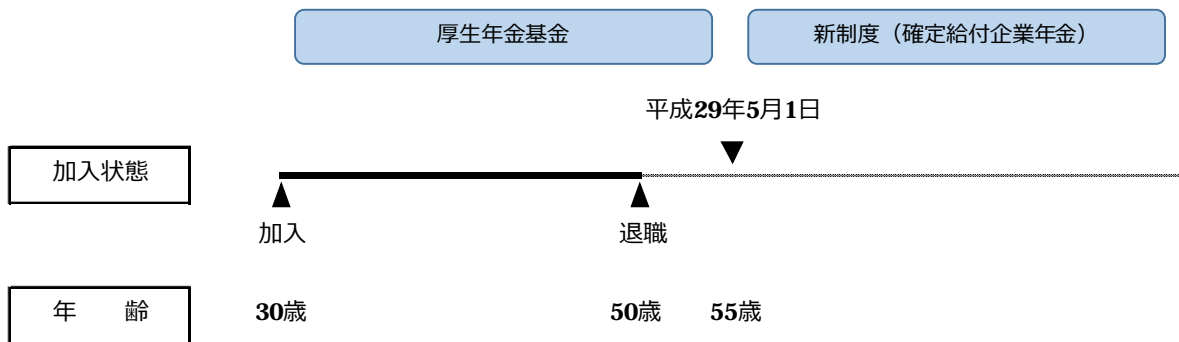 厚生年金基金 新制度（確定給付企業年金）
平成29年5月1日
▼
加入状態
▲ ▲
加入 退職
年　　齢 30歳 50歳 55歳